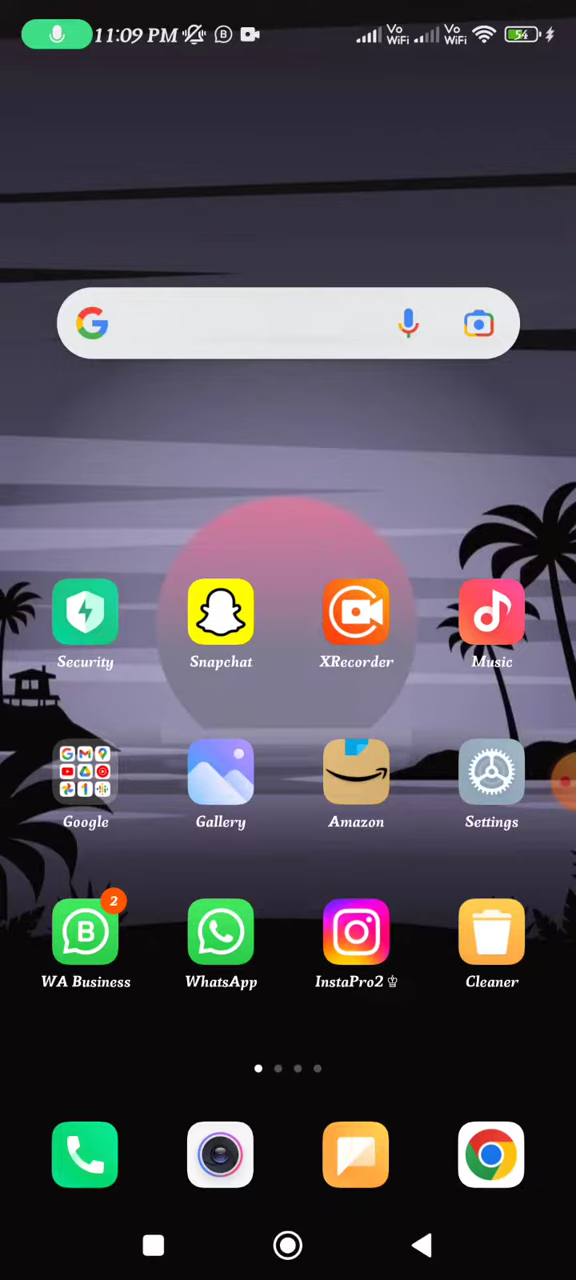 11:09 PM
Vo WiFi
Vo WiFi
54
Security
Snapchat
XRecorder
Music
Google
Gallery
Amazon
Settings
2
WA Business
WhatsApp
InstaPro2 ♔
Cleaner